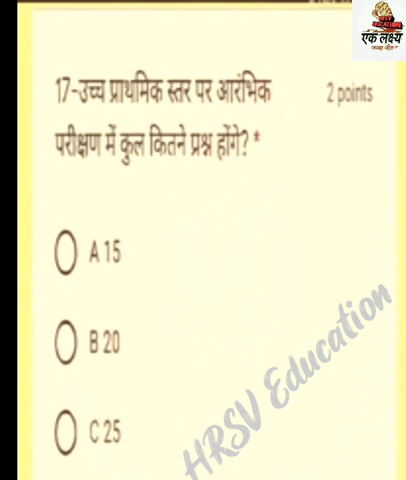 एक लक्ष्य
17-उच्च प्राथमिक स्तर पर आरंभिक 2 points
परीक्षण में कुल कितने प्रश्न होंगे? *
A 15
B 20
C 25
HRSV Education